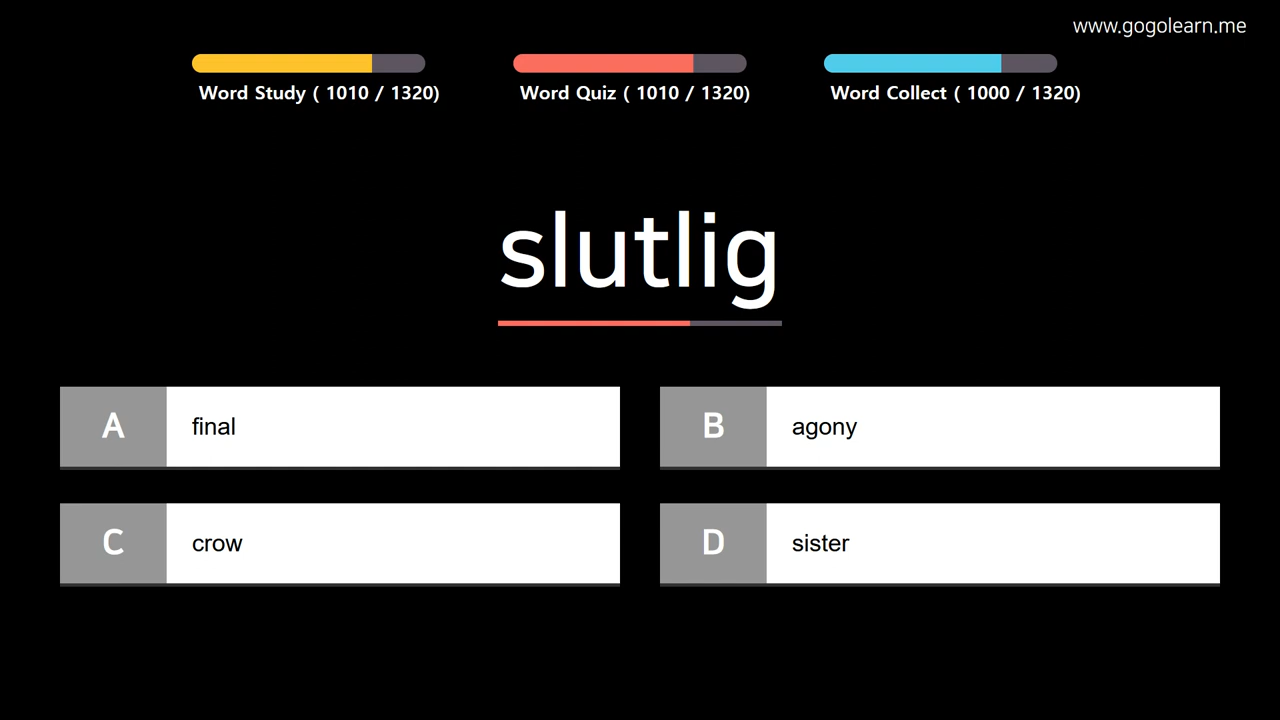 www.gogolearn.me
Word Study ( 1010 / 1320)
Word Quiz ( 1010 / 1320)
Word Collect ( 1000 / 1320)
slutlig
A final
B agony
C crow
D sister